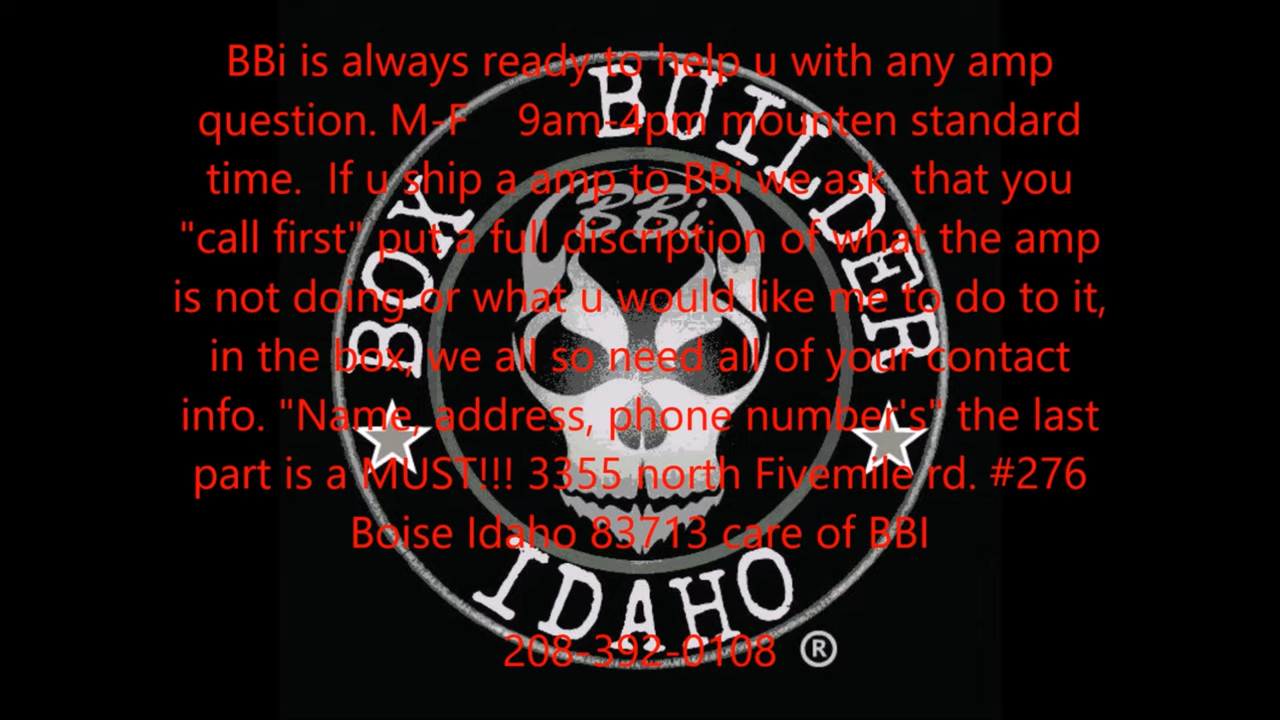 BBi is always ready to help u with any amp
question. M-F 9am-4pm mounten standard
time. If u ship a amp to BBi we ask that you
"call first" put a full discription of what the amp
is not doing or what u would like me to do to it,
in the box, we all so need all of your contact
info. "Name, address, phone number's" the last
part is a MUST!!! 3355 north Fivemile rd. #276
Boise Idaho 83713 care of BBI
208-392-0108 ®
BOX BUILDER
BBi
IDAHO